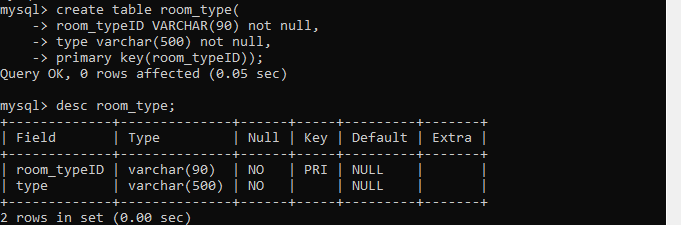 mysql> create table room_type(
    -> room_typeID VARCHAR(90) not null,
    -> type varchar(500) not null,
    -> primary key(room_typeID));
Query OK, 0 rows affected (0.05 sec)

mysql> desc room_type;
+-------------+--------------+------+-----+---------+-------+
| Field       | Type         | Null | Key | Default | Extra |
+-------------+--------------+------+-----+---------+-------+
| room_typeID | varchar(90)  | NO   | PRI | NULL    |       |
| type        | varchar(500) | NO   |     | NULL    |       |
+-------------+--------------+------+-----+---------+-------+
2 rows in set (0.00 sec)